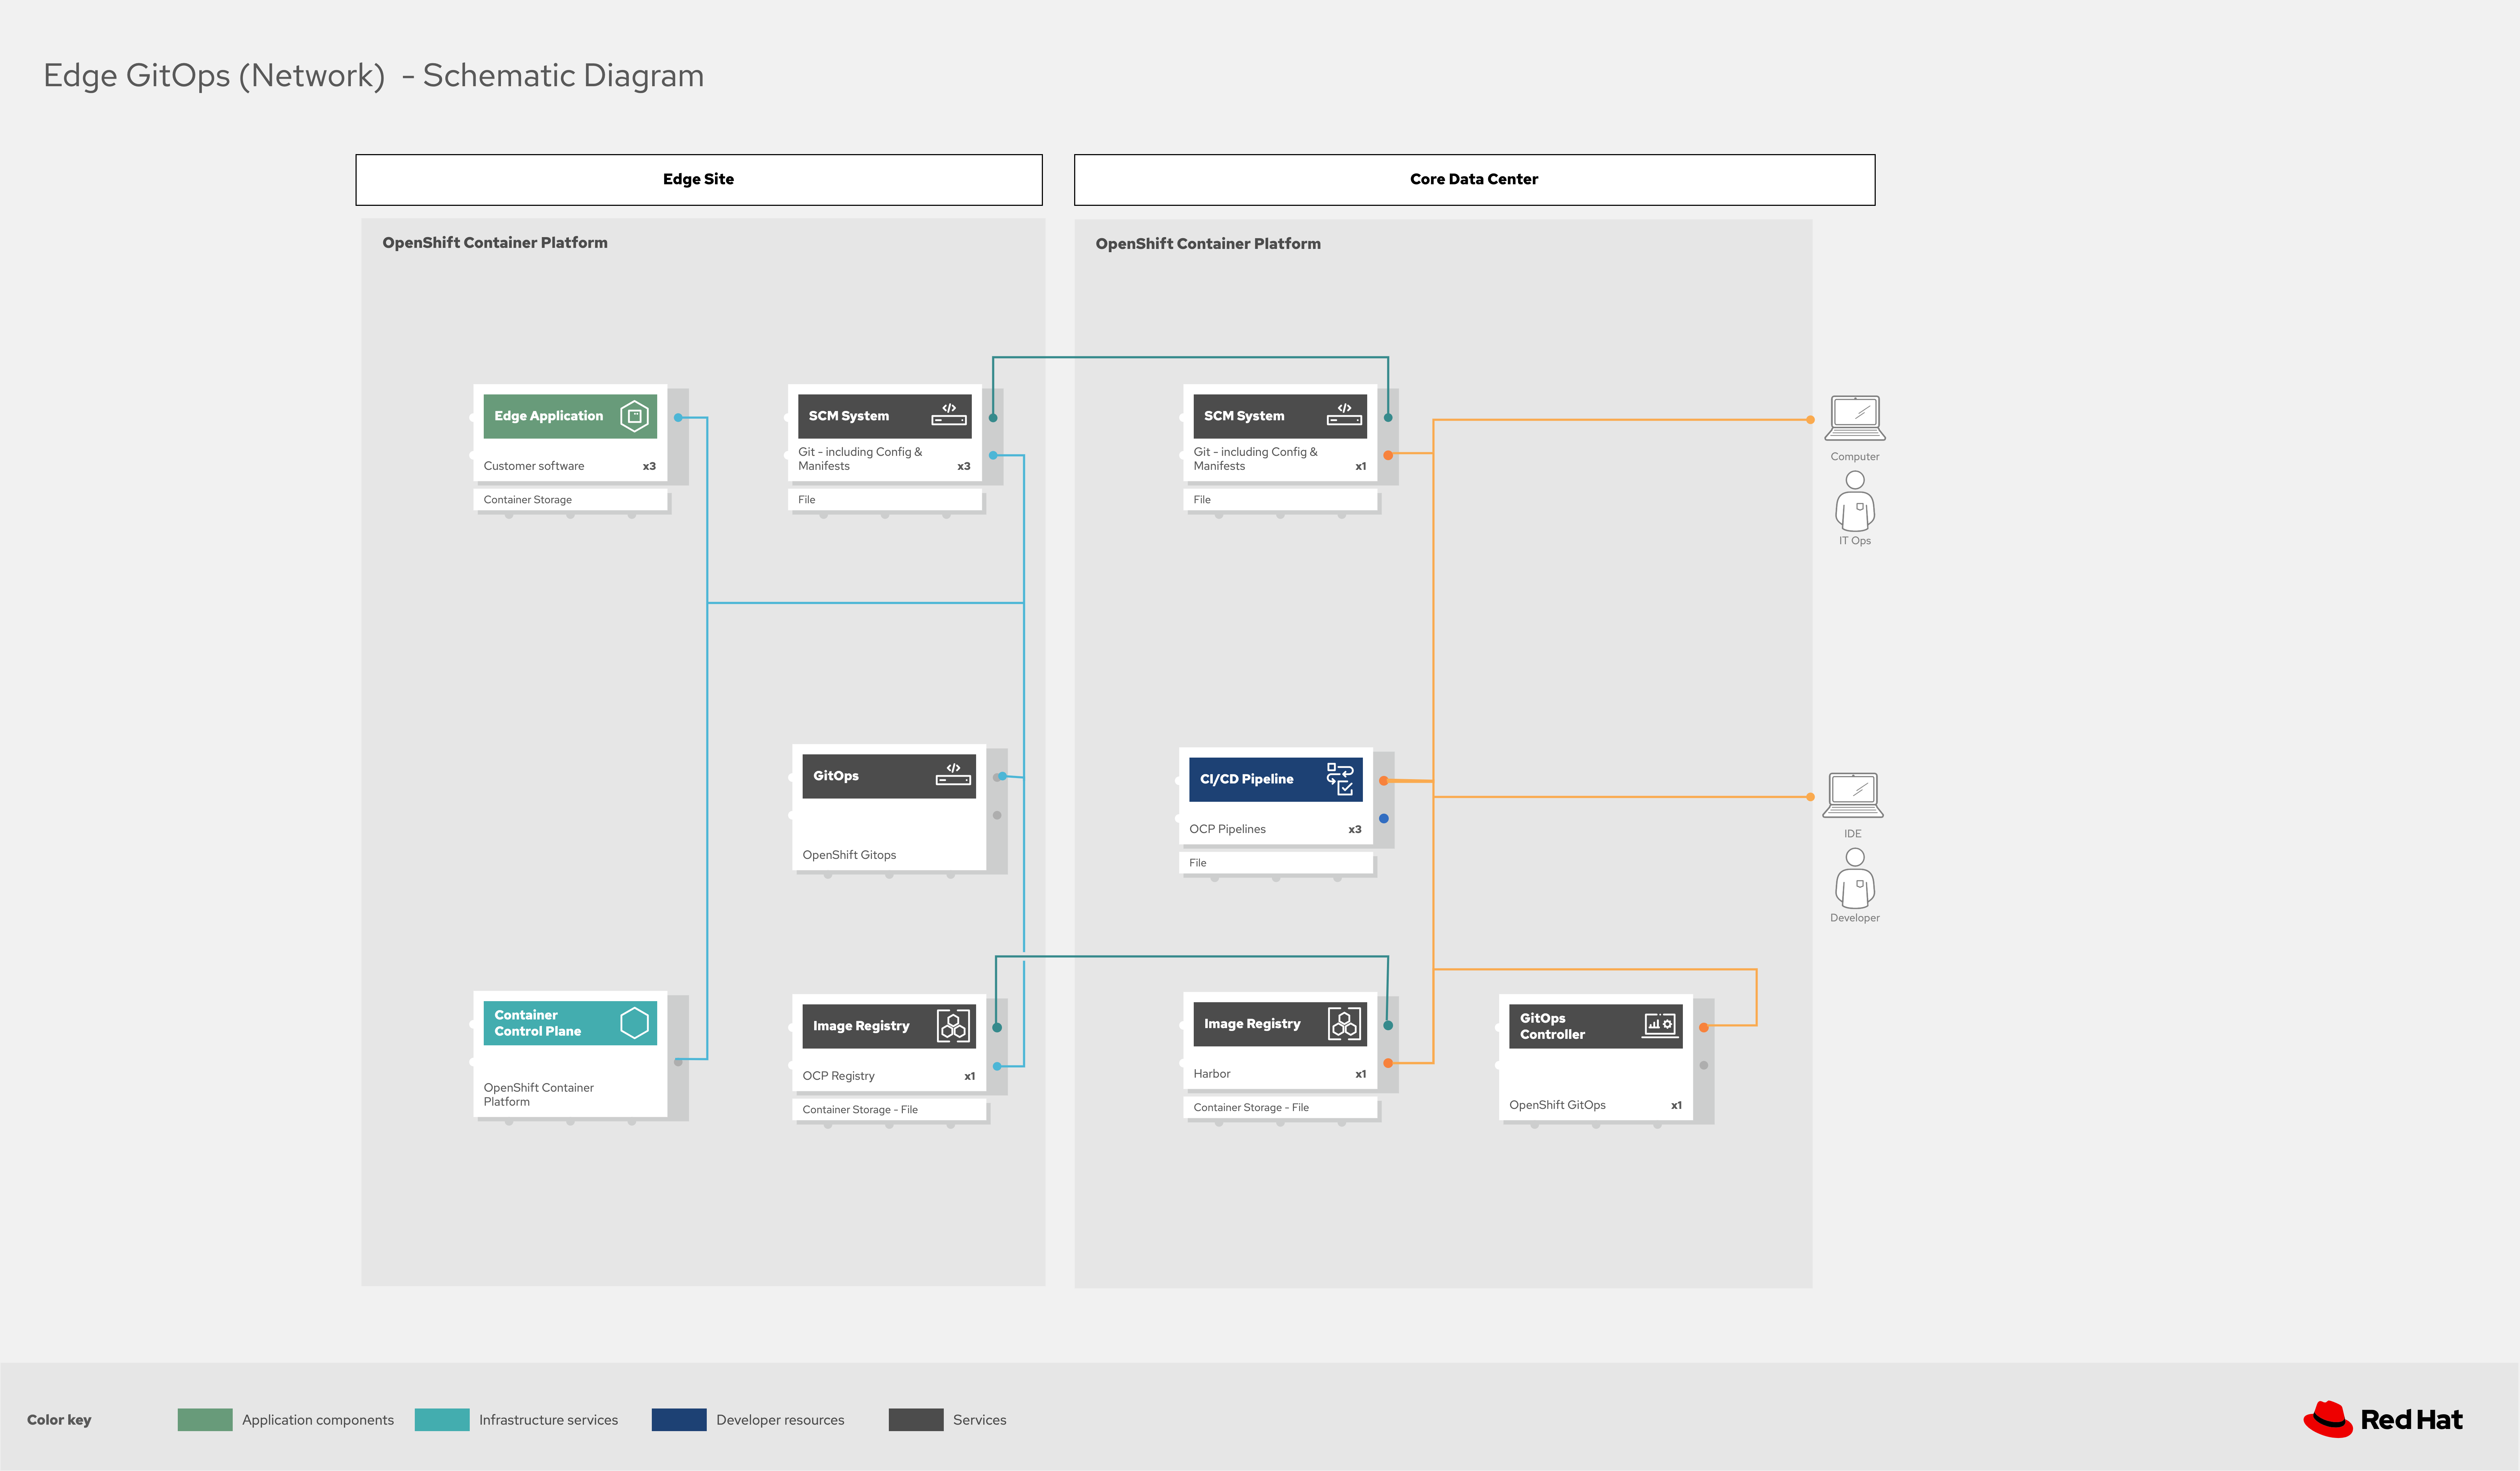 Edge GitOps (Network)  - Schematic Diagram
Edge Site
Core Data Center
OpenShift Container Platform
OpenShift Container Platform
Edge Application
Customer software
x3
Container Storage
SCM System
Git - including Config &
Manifests
x3
File
SCM System
Git - including Config &
Manifests
x1
File
Computer
IT Ops
GitOps
OpenShift Gitops
CI/CD Pipeline
OCP Pipelines
x3
File
IDE
Developer
Container
Control Plane
OpenShift Container
Platform
Image Registry
OCP Registry
x1
Container Storage - File
Image Registry
Harbor
x1
Container Storage - File
GitOps
Controller
OpenShift GitOps
x1
Color key
Application components
Infrastructure services
Developer resources
Services
Red Hat